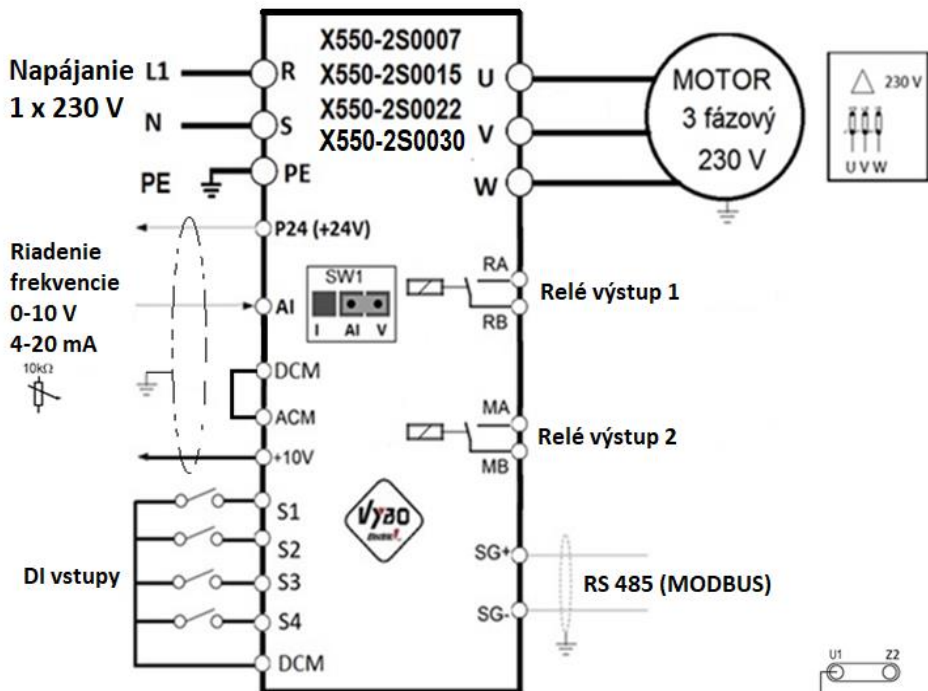 X550-2S0007
X550-2S0015
X550-2S0022
X550-2S0030
Napájanie
1 x 230 V
L1
N
PE
R
S
PE
U
V
W
MOTOR
3 fázový
230 V
230 V
U V W
P24 (+24V)
Riadenie
frekvencie
0-10 V
4-20 mA
10kΩ
AI
SW1
I AI V
DCM
ACM
+10V
RA
RB
Relé výstup 1
MA
MB
Relé výstup 2
DI vstupy
S1
S2
S3
S4
DCM
Vybo
SG+
SG-
RS 485 (MODBUS)
U1
Z2